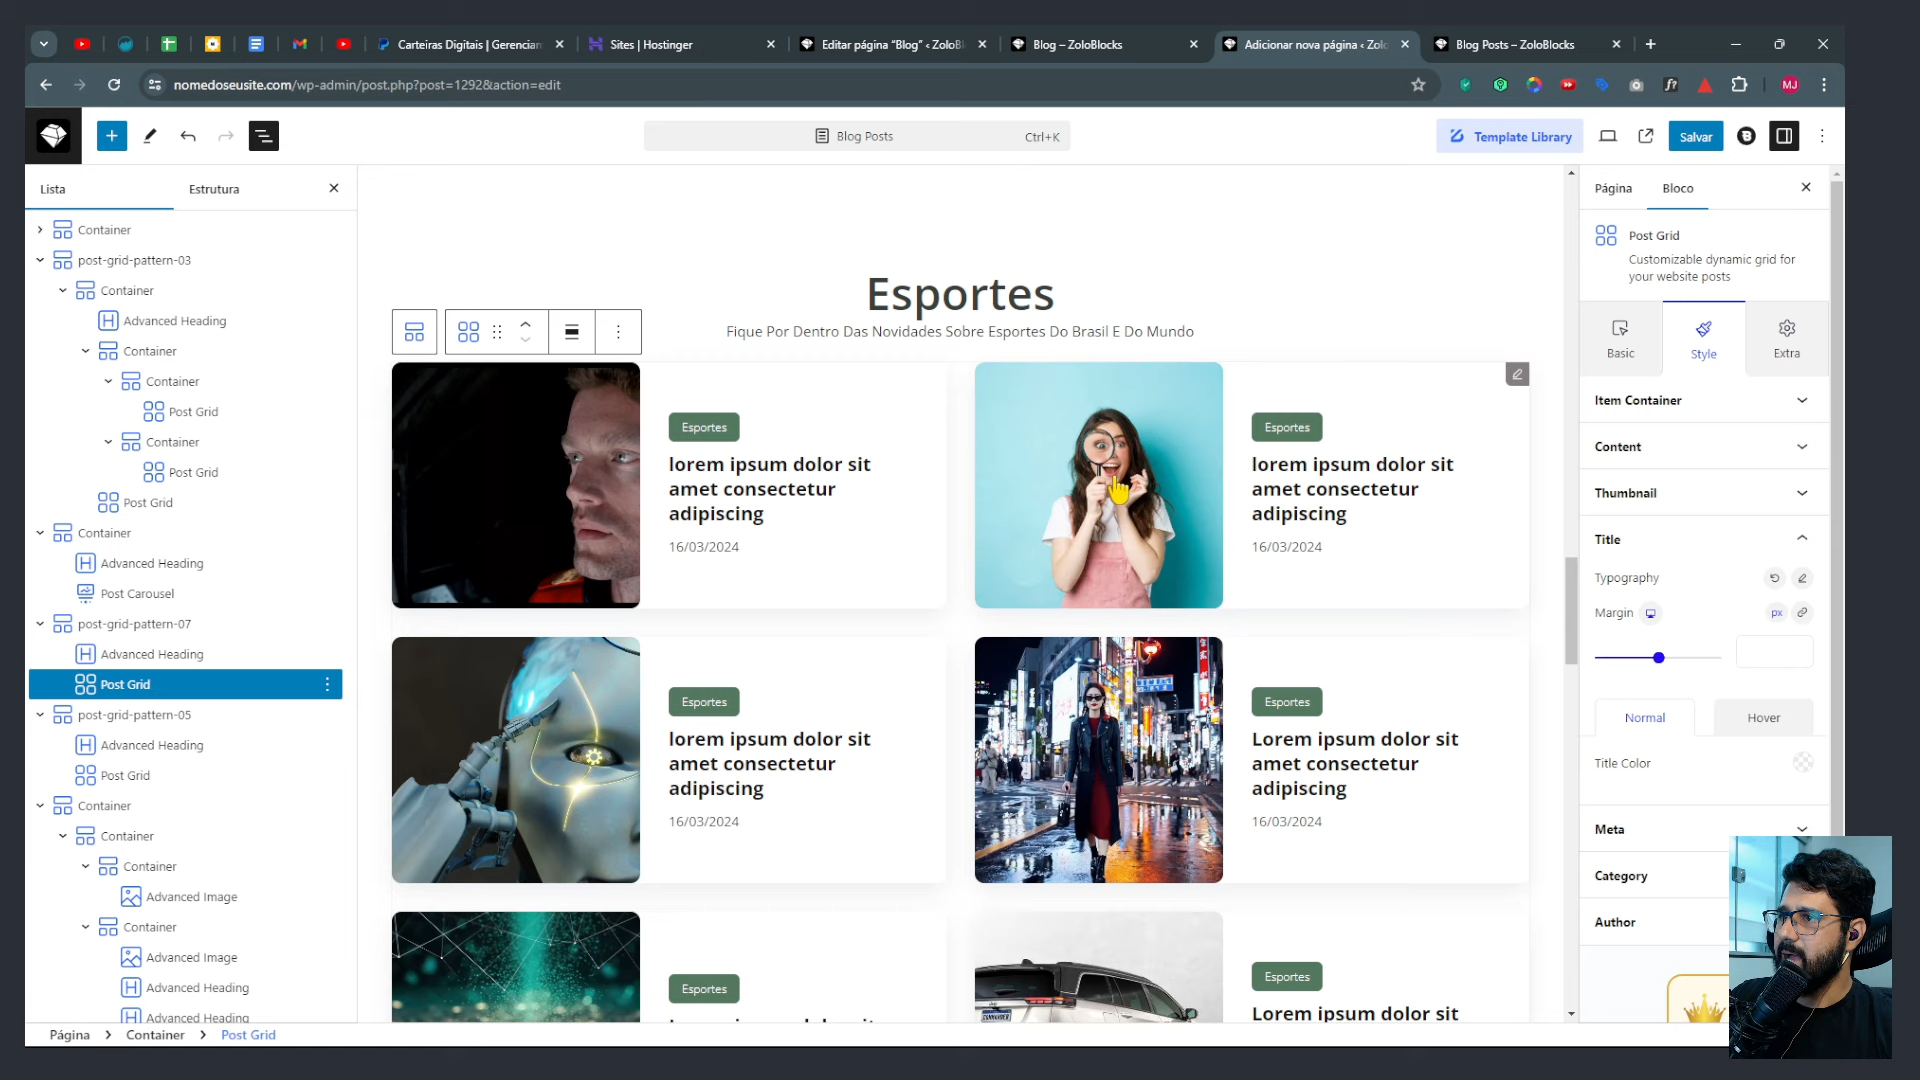 Carteiras Digitais | Gerencian
Sites | Hostinger
Editar página “Blog” ‹ ZoloB
Blog – ZoloBlocks
Adicionar nova página ‹ Zolo
Blog Posts – ZoloBlocks
nomedoseusite.com/wp-admin/post.php?post=1292&action=edit
MJ
Blog Posts
Ctrl+K
Template Library
Salvar
Lista
Estrutura
Container
post-grid-pattern-03
Container
Advanced Heading
Container
Container
Post Grid
Container
Post Grid
Post Grid
Container
Advanced Heading
Post Carousel
post-grid-pattern-07
Advanced Heading
Post Grid
post-grid-pattern-05
Advanced Heading
Post Grid
Container
Container
Container
Advanced Image
Container
Advanced Image
Advanced Heading
Advanced Heading
Esportes
Fique Por Dentro Das Novidades Sobre Esportes Do Brasil E Do Mundo
Esportes
lorem ipsum dolor sit
amet consectetur
adipiscing
16/03/2024
Esportes
lorem ipsum dolor sit
amet consectetur
adipiscing
16/03/2024
Esportes
lorem ipsum dolor sit
amet consectetur
adipiscing
16/03/2024
Esportes
Lorem ipsum dolor sit
amet consectetur
adipiscing
16/03/2024
Esportes
Esportes
Lorem ipsum dolor sit
Página
Bloco
Post Grid
Customizable dynamic grid for
your website posts
Basic
Style
Extra
Item Container
Content
Thumbnail
Title
Typography
Margin
px
Normal
Hover
Title Color
Meta
Category
Author
Página
Container
Post Grid